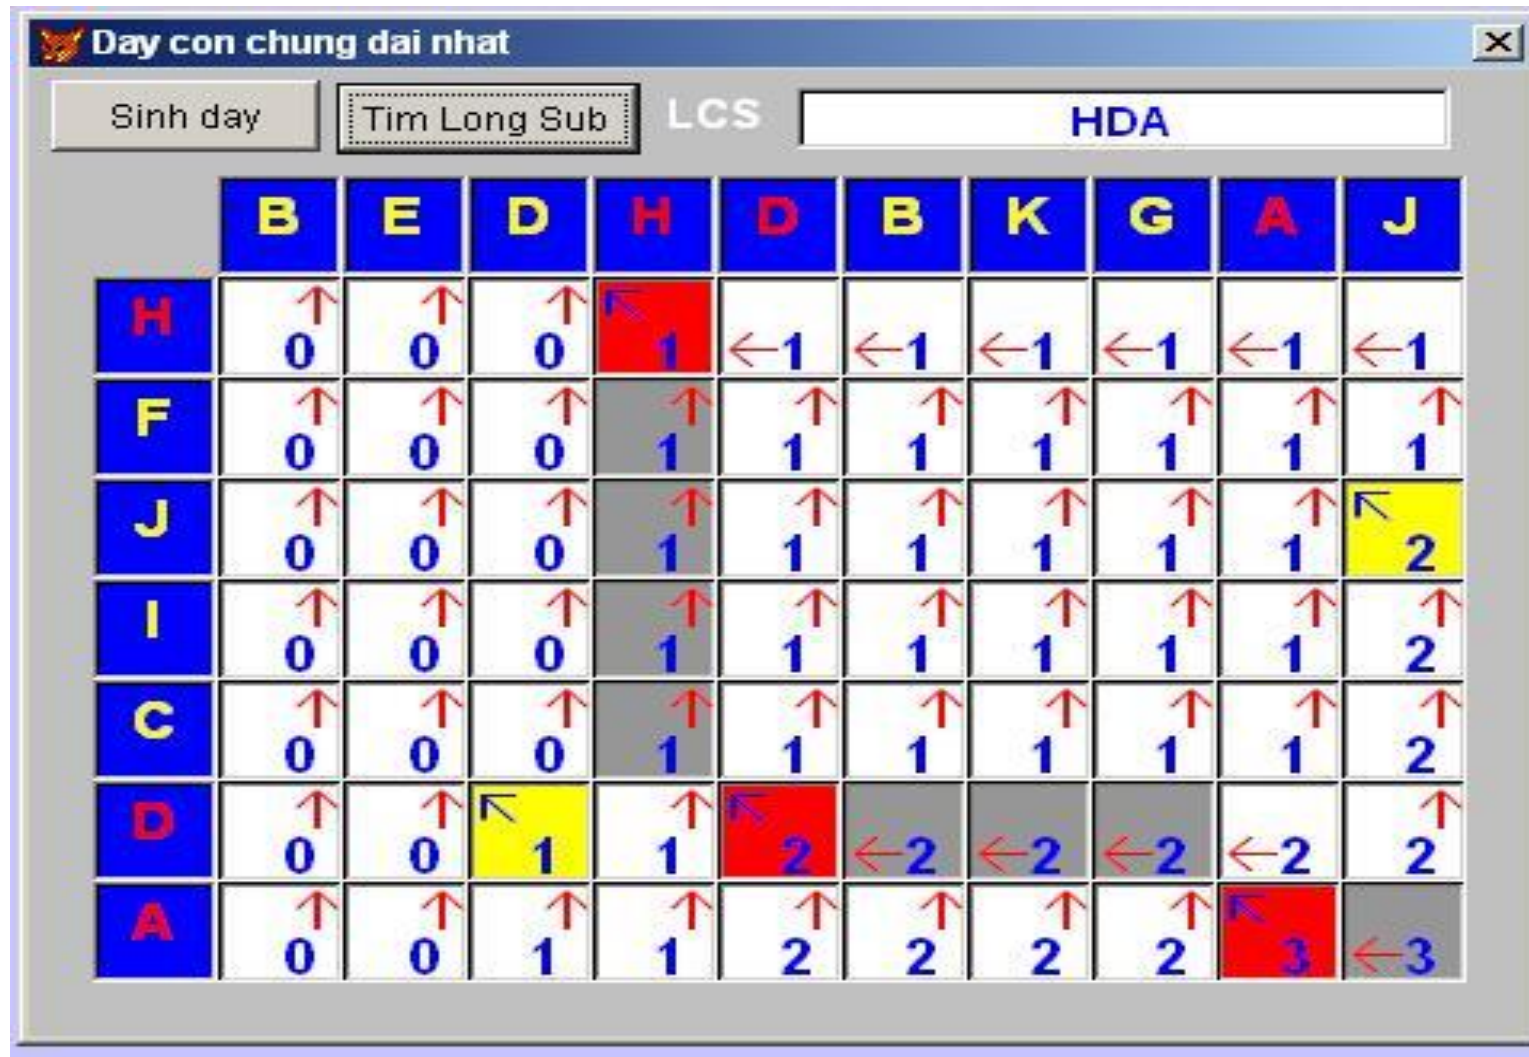 Day con chung dai nhat
Sinh day Tim Long Sub LCS HDA
B E D H D B K G A J
H ↑0 ↑0 ↑0 ↖1 ←1 ←1 ←1 ←1 ←1 ←1
F ↑0 ↑0 ↑0 ↑1 ↑1 ↑1 ↑1 ↑1 ↑1 ↑1
J ↑0 ↑0 ↑0 ↑1 ↑1 ↑1 ↑1 ↑1 ↑1 ↖2
I ↑0 ↑0 ↑0 ↑1 ↑1 ↑1 ↑1 ↑1 ↑1 ↑2
C ↑0 ↑0 ↑0 ↑1 ↑1 ↑1 ↑1 ↑1 ↑1 ↑2
D ↑0 ↑0 ↖1 ↑1 ↖2 ←2 ←2 ←2 ←2 ↑2
A ↑0 ↑0 ↑1 ↑1 ↑2 ↑2 ↑2 ↑2 ↖3 ←3